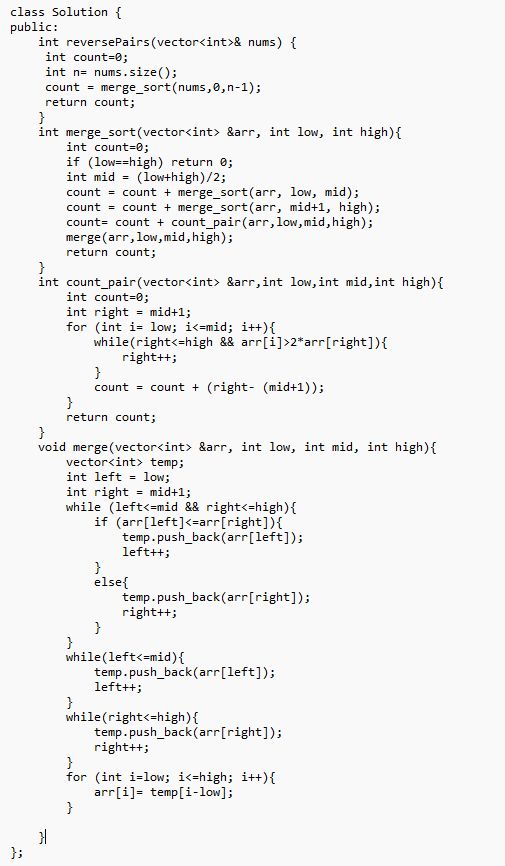 class Solution {
public:
    int reversePairs(vector<int>& nums) {
     int count=0;
     int n= nums.size();
     count = merge_sort(nums,0,n-1);
     return count;
    }
    int merge_sort(vector<int> &arr, int low, int high){
        int count=0;
        if (low==high) return 0;
        int mid = (low+high)/2;
        count = count + merge_sort(arr, low, mid);
        count = count + merge_sort(arr, mid+1, high);
        count= count + count_pair(arr,low,mid,high);
        merge(arr,low,mid,high);
        return count;
    }
    int count_pair(vector<int> &arr,int low,int mid,int high){
        int count=0;
        int right = mid+1;
        for (int i= low; i<=mid; i++){
            while(right<=high && arr[i]>2*arr[right]){
                right++;
            }
            count = count + (right- (mid+1));
        }
        return count;
    }
    void merge(vector<int> &arr, int low, int mid, int high){
        vector<int> temp;
        int left = low;
        int right = mid+1;
        while (left<=mid && right<=high){
            if (arr[left]<=arr[right]){
                temp.push_back(arr[left]);
                left++;
            }
            else{
                temp.push_back(arr[right]);
                right++;
            }
        }
        while(left<=mid){
            temp.push_back(arr[left]);
            left++;
        }
        while(right<=high){
            temp.push_back(arr[right]);
            right++;
        }
        for (int i=low; i<=high; i++){
            arr[i]= temp[i-low];
        }

    }
};